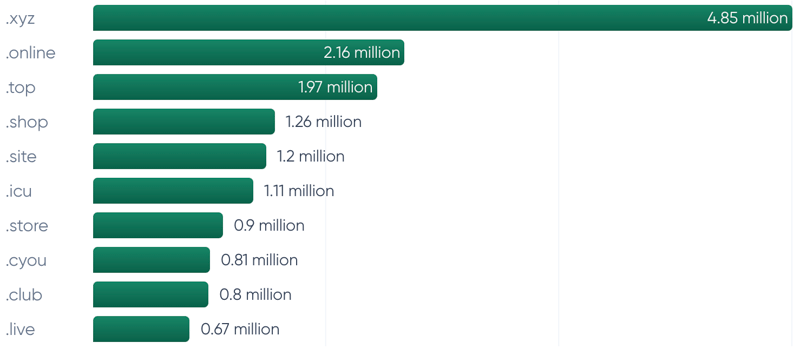 .xyz 4.85 million
.online 2.16 million
.top 1.97 million
.shop 1.26 million
.site 1.2 million
.icu 1.11 million
.store 0.9 million
.cyou 0.81 million
.club 0.8 million
.live 0.67 million